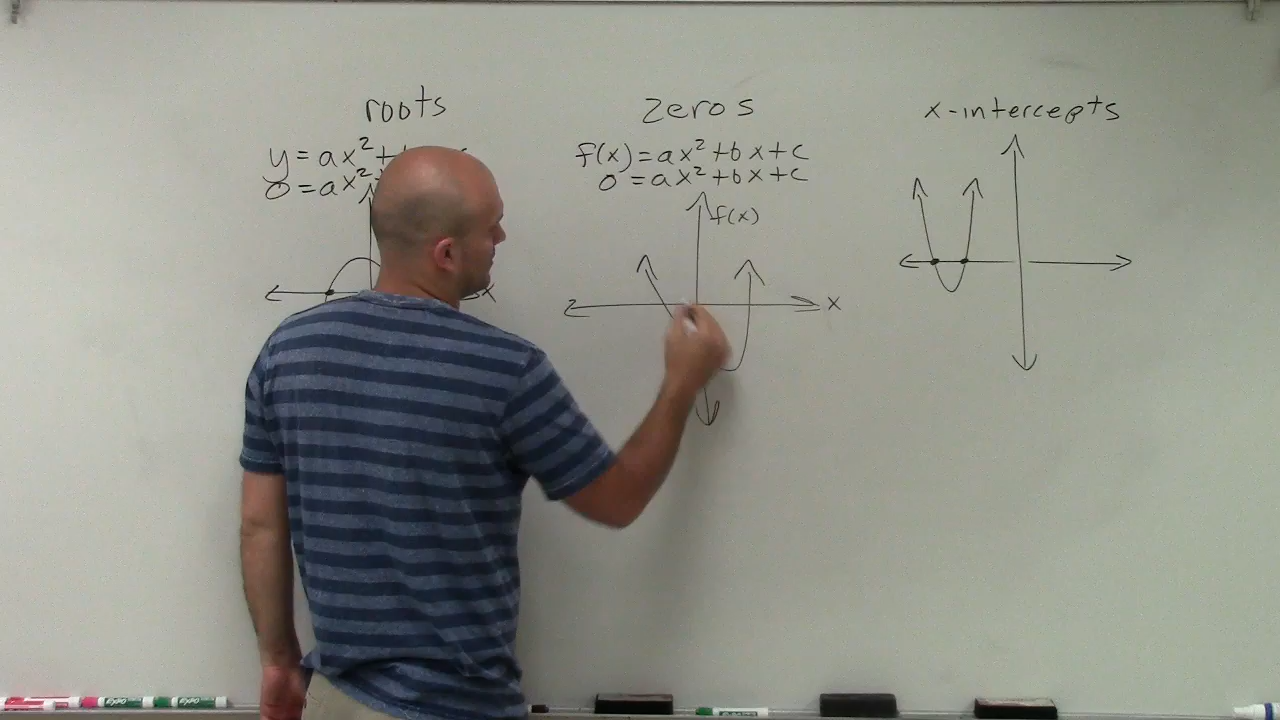 roots
y = ax²+
0 = ax²
x
zeros
f(x) = ax²+bx+c
0 = ax²+bx+c
f(x)
x
x-intercepts